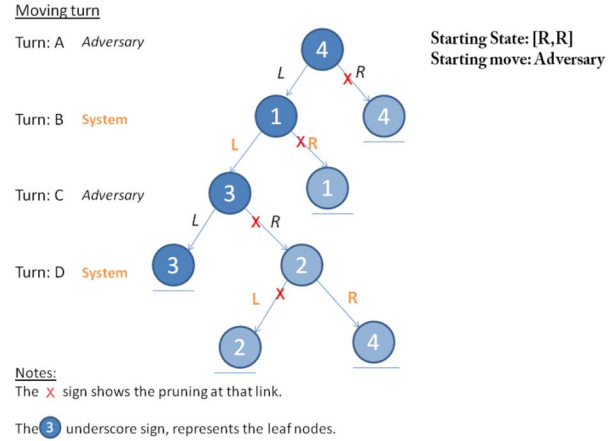 Moving turn
Starting State: [R,R]
Starting move: Adversary
Turn: A Adversary
4
L X R
Turn: B System
1 4
L X R
Turn: C Adversary
3 1
L X R
Turn: D System
3 2
L X R
2 4
Notes:
The X sign shows the pruning at that link.
The 3 underscore sign, represents the leaf nodes.